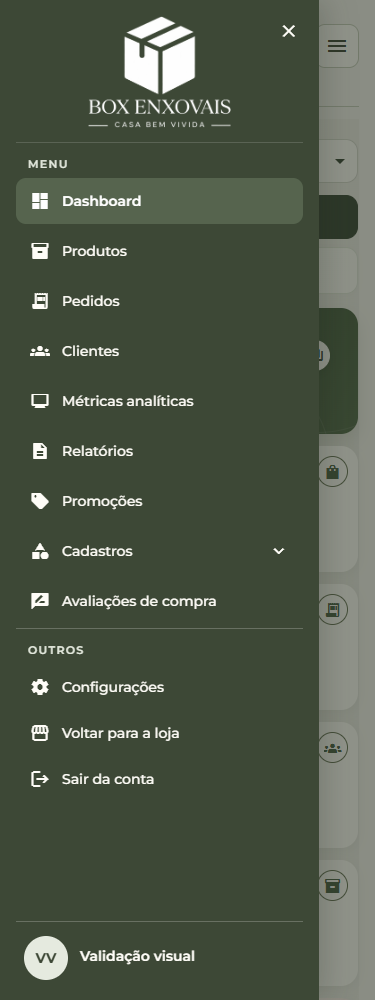 BOX ENXOVAIS
CASA BEM VIVIDA
MENU
Dashboard
Produtos
Pedidos
Clientes
Métricas analíticas
Relatórios
Promoções
Cadastros
Avaliações de compra
OUTROS
Configurações
Voltar para a loja
Sair da conta
VV
Validação visual